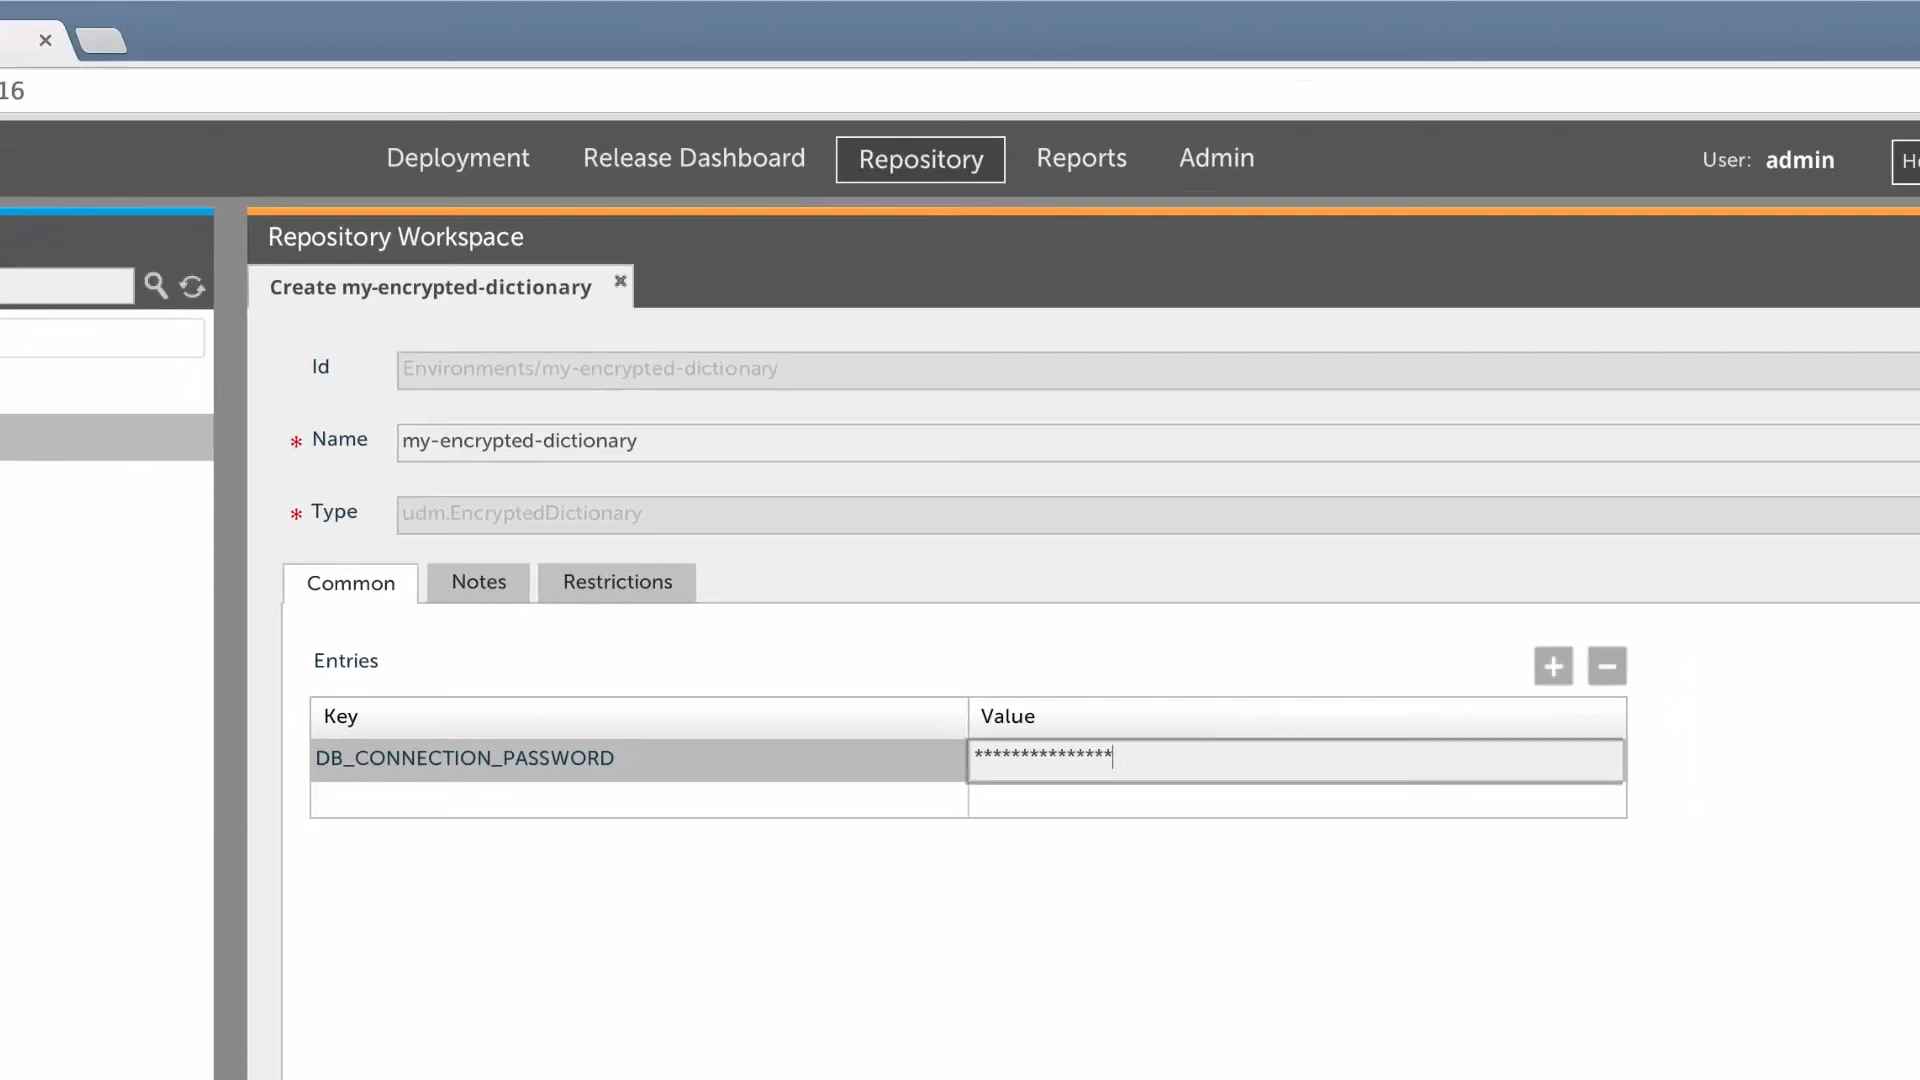 16
Deployment Release Dashboard Repository Reports Admin User: admin
Repository Workspace
Create my-encrypted-dictionary
Id Environments/my-encrypted-dictionary
* Name my-encrypted-dictionary
* Type udm.EncryptedDictionary
Common Notes Restrictions
Entries
Key Value
DB_CONNECTION_PASSWORD ***************